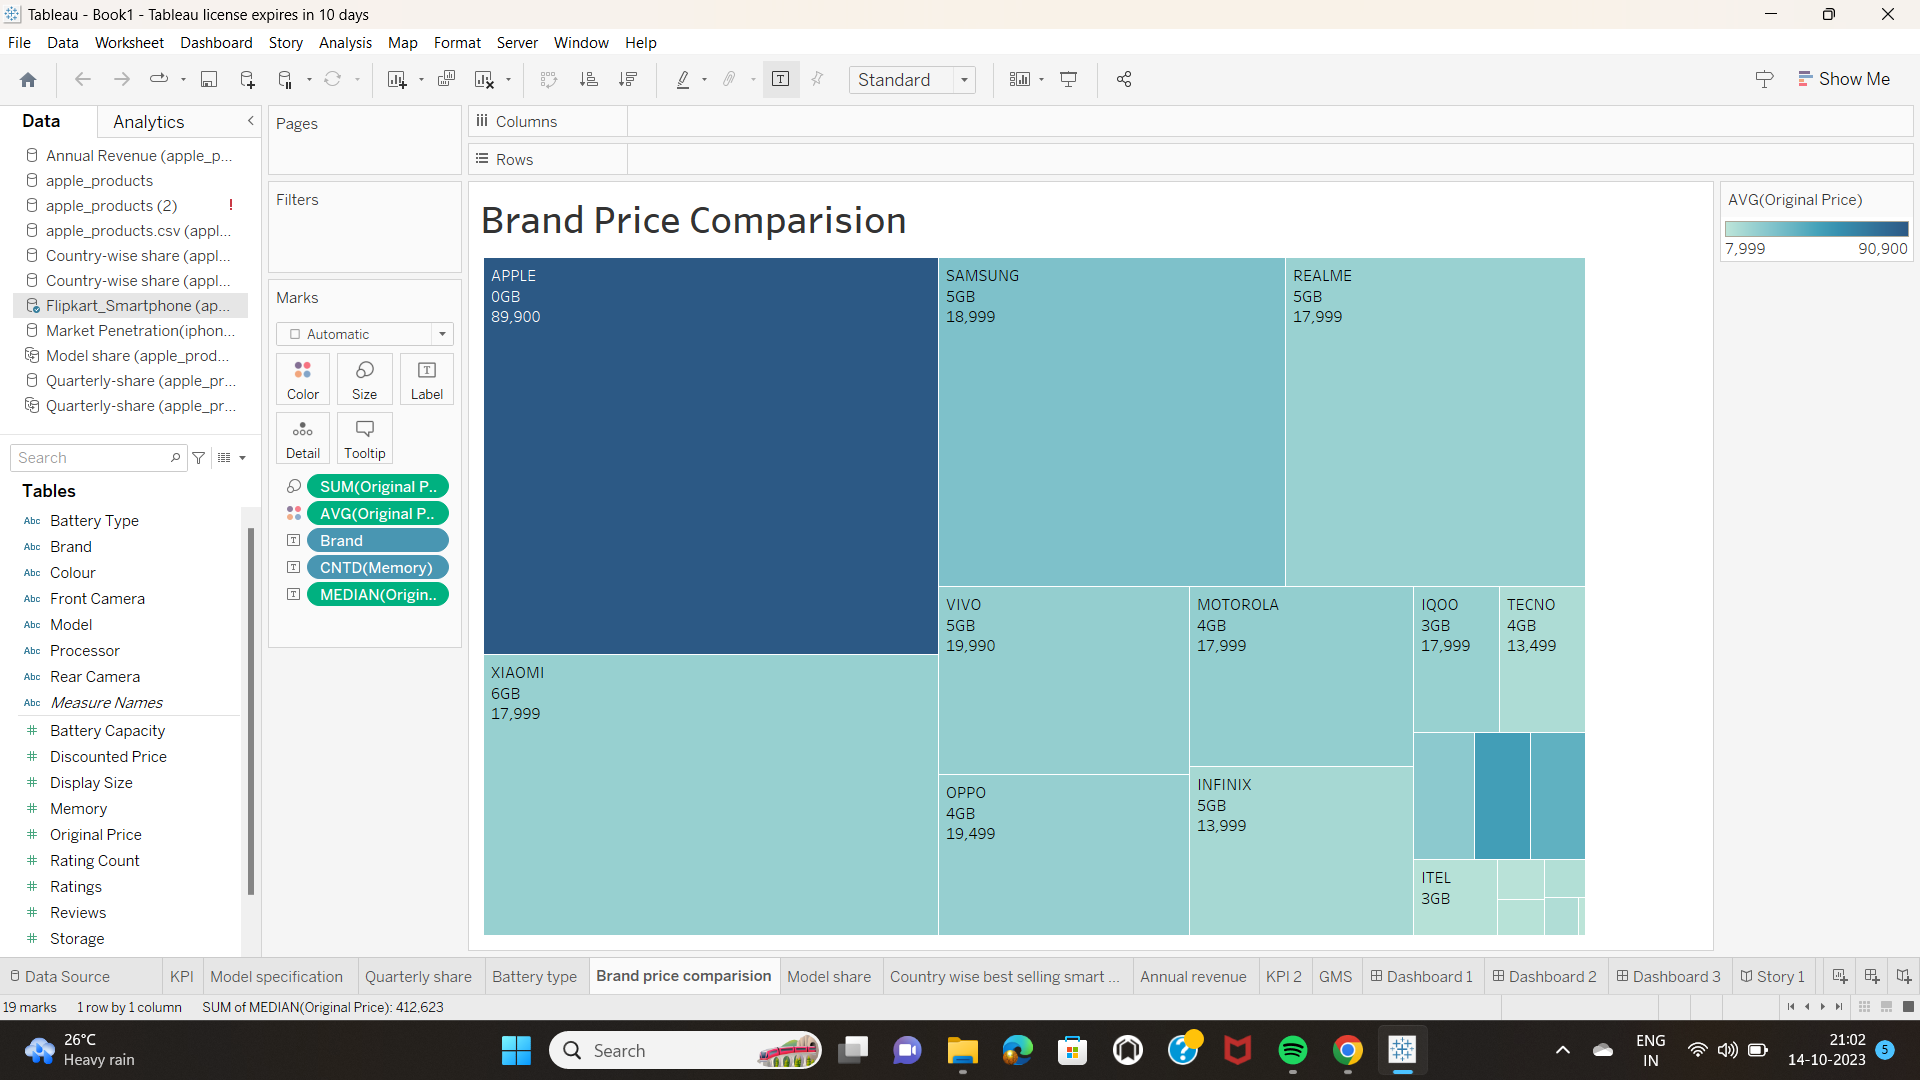 Tableau - Book1 - Tableau license expires in 10 days
File Data Worksheet Dashboard Story Analysis Map Format Server Window Help
Standard
Show Me
Data
Analytics
Annual Revenue (apple_p...
apple_products
apple_products (2) !
apple_products.csv (appl...
Country-wise share (appl...
Country-wise share (appl...
Flipkart_Smartphone (ap...
Market Penetration(iphon...
Model share (apple_prod...
Quarterly-share (apple_pr...
Quarterly-share (apple_pr...
Search
Tables
Abc Battery Type
Abc Brand
Abc Colour
Abc Front Camera
Abc Model
Abc Processor
Abc Rear Camera
Abc Measure Names
# Battery Capacity
# Discounted Price
# Display Size
# Memory
# Original Price
# Rating Count
# Ratings
# Reviews
# Storage
Pages
Filters
Marks
Automatic
Color Size T Label
Detail Tooltip
SUM(Original P..
AVG(Original P..
T Brand
T CNTD(Memory)
T MEDIAN(Origin..
Columns
Rows
Brand Price Comparision
APPLE
0GB
89,900
XIAOMI
6GB
17,999
SAMSUNG
5GB
18,999
REALME
5GB
17,999
VIVO
5GB
19,990
OPPO
4GB
19,499
MOTOROLA
4GB
17,999
INFINIX
5GB
13,999
IQOO
3GB
17,999
TECNO
4GB
13,499
ITEL
3GB
AVG(Original Price)
7,999 90,900
Data Source KPI Model specification Quarterly share Battery type Brand price comparision Model share Country wise best selling smart ... Annual revenue KPI 2 GMS Dashboard 1 Dashboard 2 Dashboard 3 Story 1
19 marks 1 row by 1 column SUM of MEDIAN(Original Price): 412,623
26°C
Heavy rain
Search
ENG
IN
21:02
14-10-2023
5